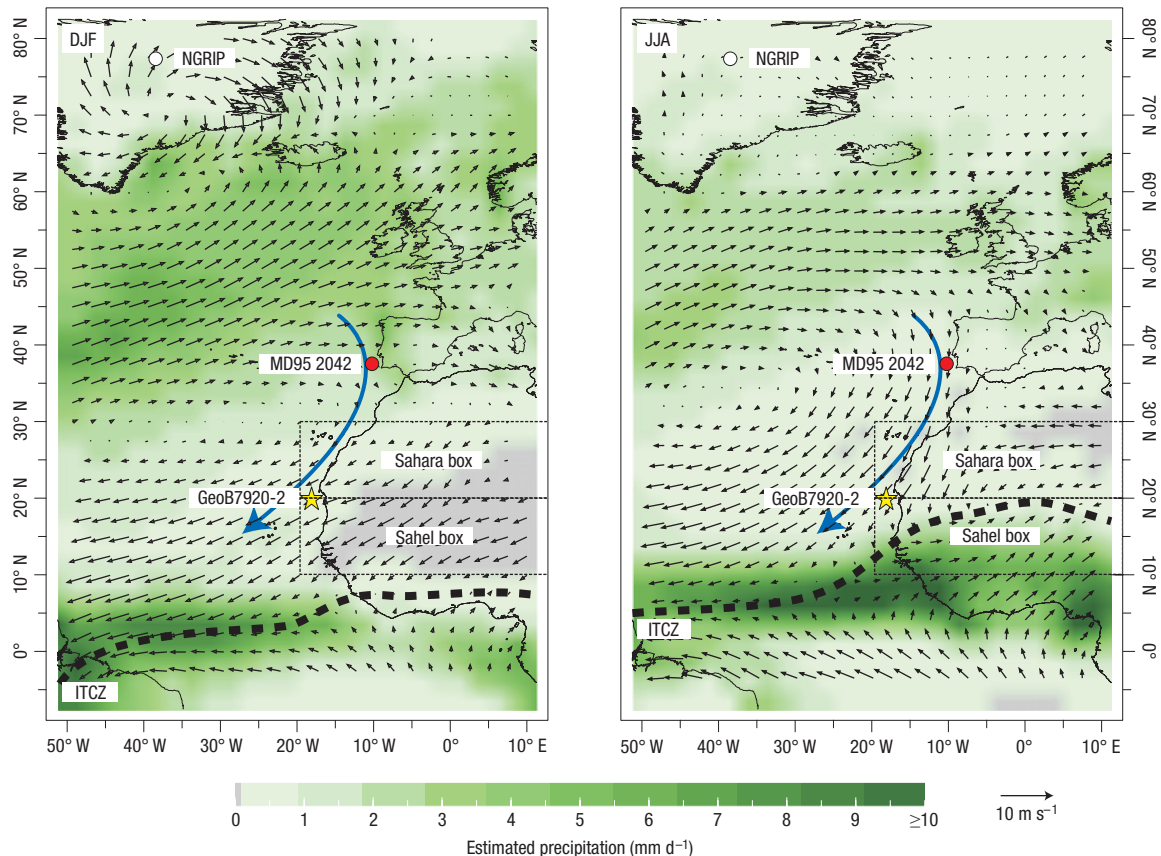 DJF
NGRIP
MD95 2042
Sahara box
GeoB7920-2
Sahel box
ITCZ
80° N
70° N
60° N
50° N
40° N
30° N
20° N
10° N
0°
50° W
40° W
30° W
20° W
10° W
0°
10° E
JJA
NGRIP
MD95 2042
Sahara box
GeoB7920-2
Sahel box
ITCZ
80° N
70° N
60° N
50° N
40° N
30° N
20° N
10° N
0°
50° W
40° W
30° W
20° W
10° W
0°
10° E
0 1 2 3 4 5 6 7 8 9 ≥10
Estimated precipitation (mm d⁻¹)
10 m s⁻¹